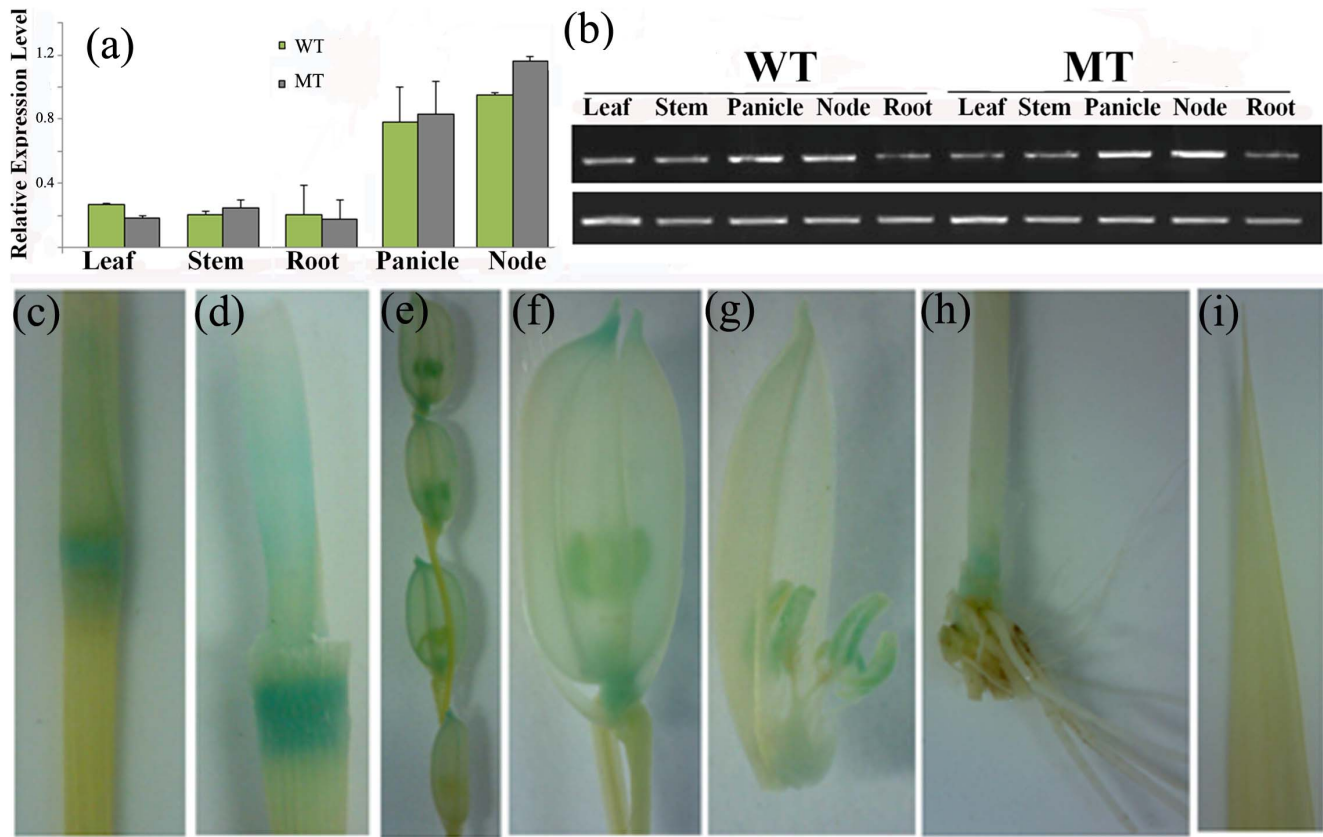 (a)
Relative Expression Level
1.2
0.8
0.4
0
WT
MT
Leaf Stem Root Panicle Node
(b)
WT MT
Leaf Stem Panicle Node Root Leaf Stem Panicle Node Root
(c) (d) (e) (f) (g) (h) (i)